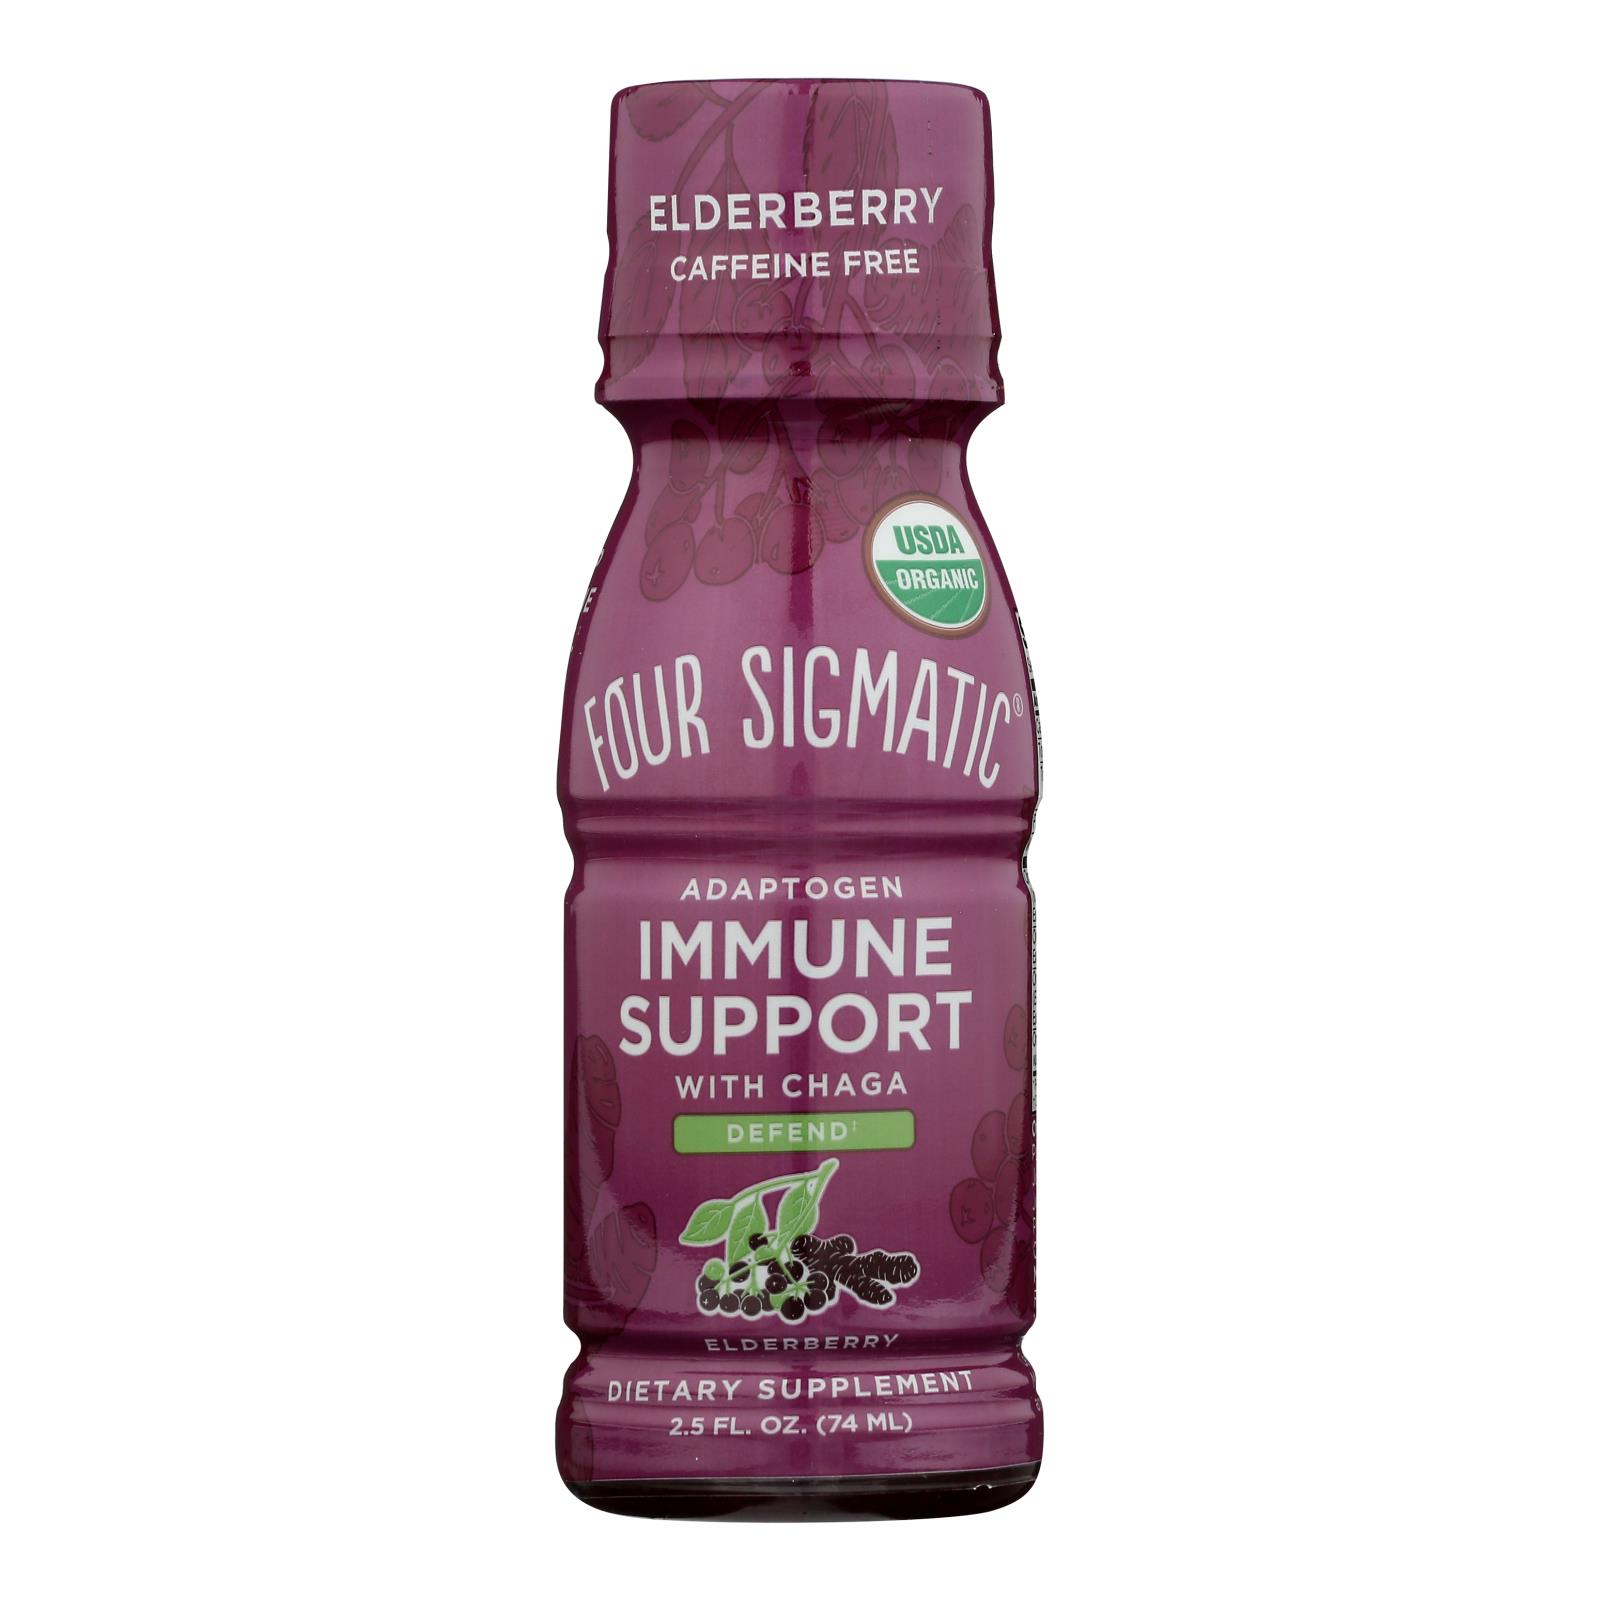 ELDERBERRY
CAFFEINE FREE
USDA
ORGANIC
FOUR SIGMATIC®
ADAPTOGEN
IMMUNE
SUPPORT
WITH CHAGA
DEFEND‡
ELDERBERRY
DIETARY SUPPLEMENT
2.5 FL. OZ. (74 ML)